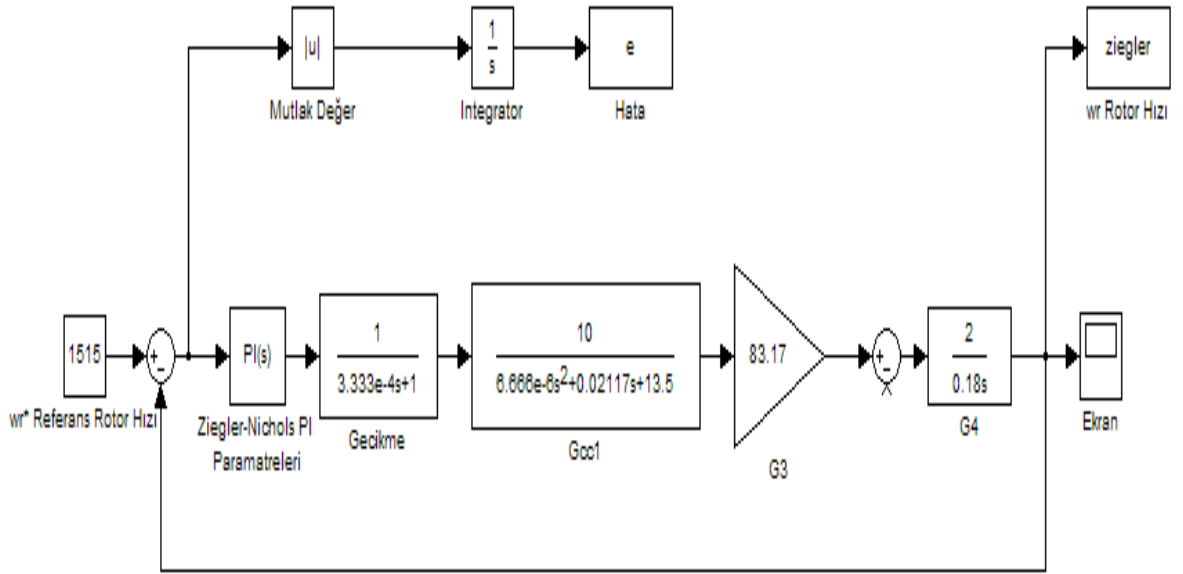 |u|
Mutlak Değer
1
s
Integrator
e
Hata
ziegler
wr Rotor Hızı
1515
wr* Referans Rotor Hızı
+
−
PI(s)
Ziegler-Nichols PI
Paramatreleri
1
3.333e-4s+1
Gecikme
10
6.666e-6s²+0.02117s+13.5
Gcc1
83.17
G3
+
−
2
0.18s
G4
Ekran